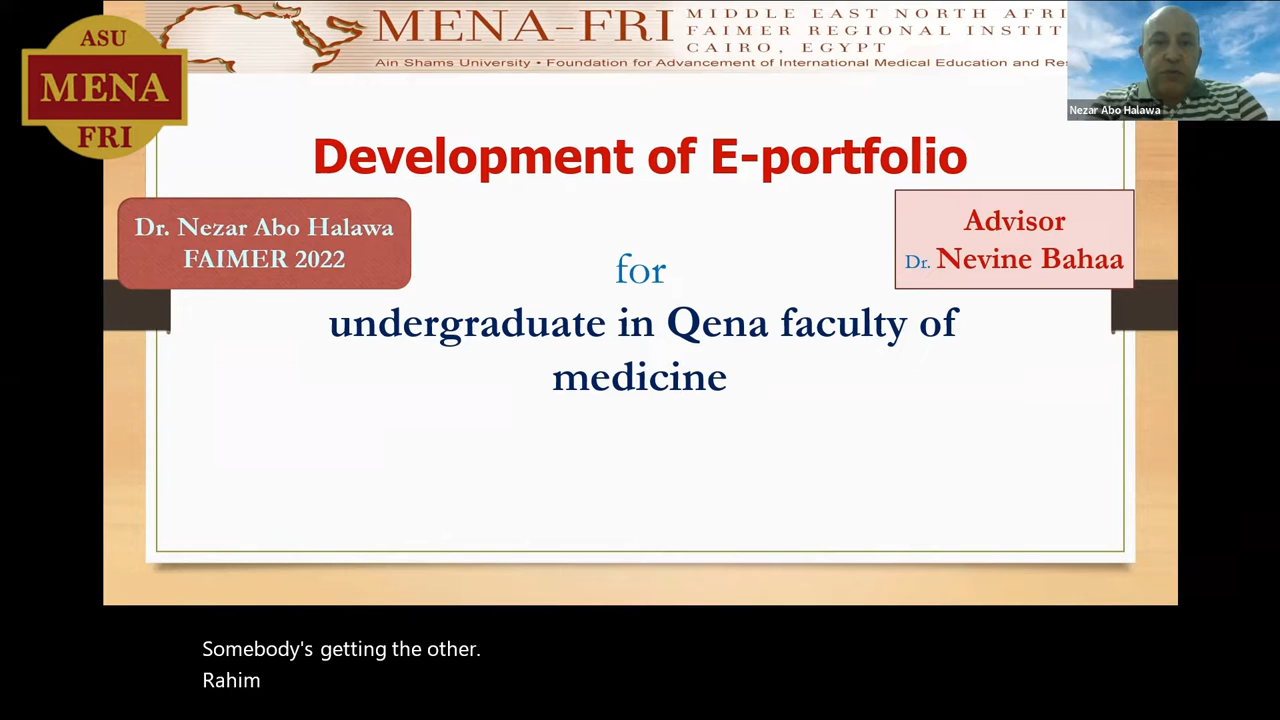 ASU
MENA
FRI
MENA-FRI
MIDDLE EAST NORTH AFRI
FAIMER REGIONAL INSTIT
CAIRO, EGYPT
Ain Shams University • Foundation for Advancement of International Medical Education and Res
Nezar Abo Halawa
Development of E-portfolio
Dr. Nezar Abo Halawa
FAIMER 2022
Advisor
Dr. Nevine Bahaa
for
undergraduate in Qena faculty of
medicine
Somebody's getting the other.
Rahim